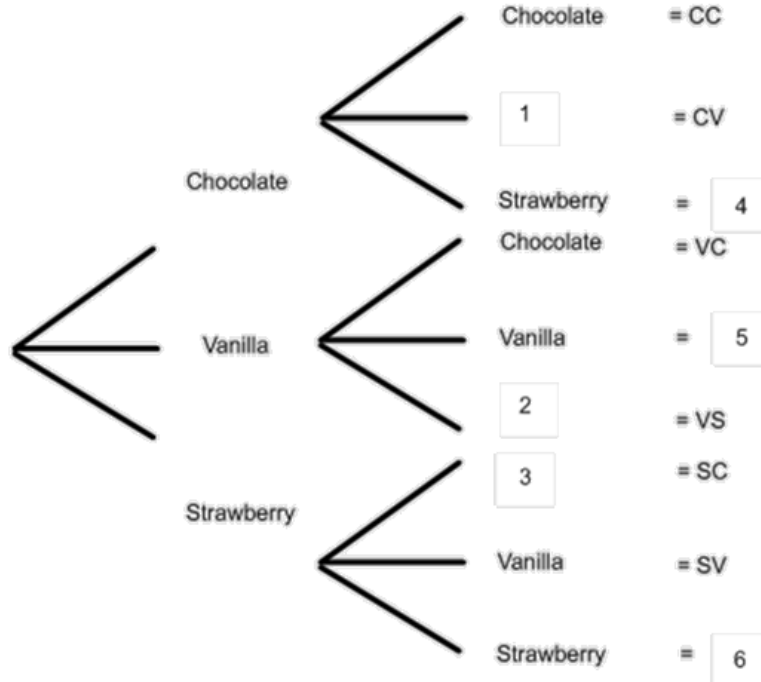 Chocolate = CC
1 = CV
Chocolate
Strawberry = 4
Chocolate = VC
Vanilla
Vanilla = 5
2 = VS
3 = SC
Strawberry
Vanilla = SV
Strawberry = 6